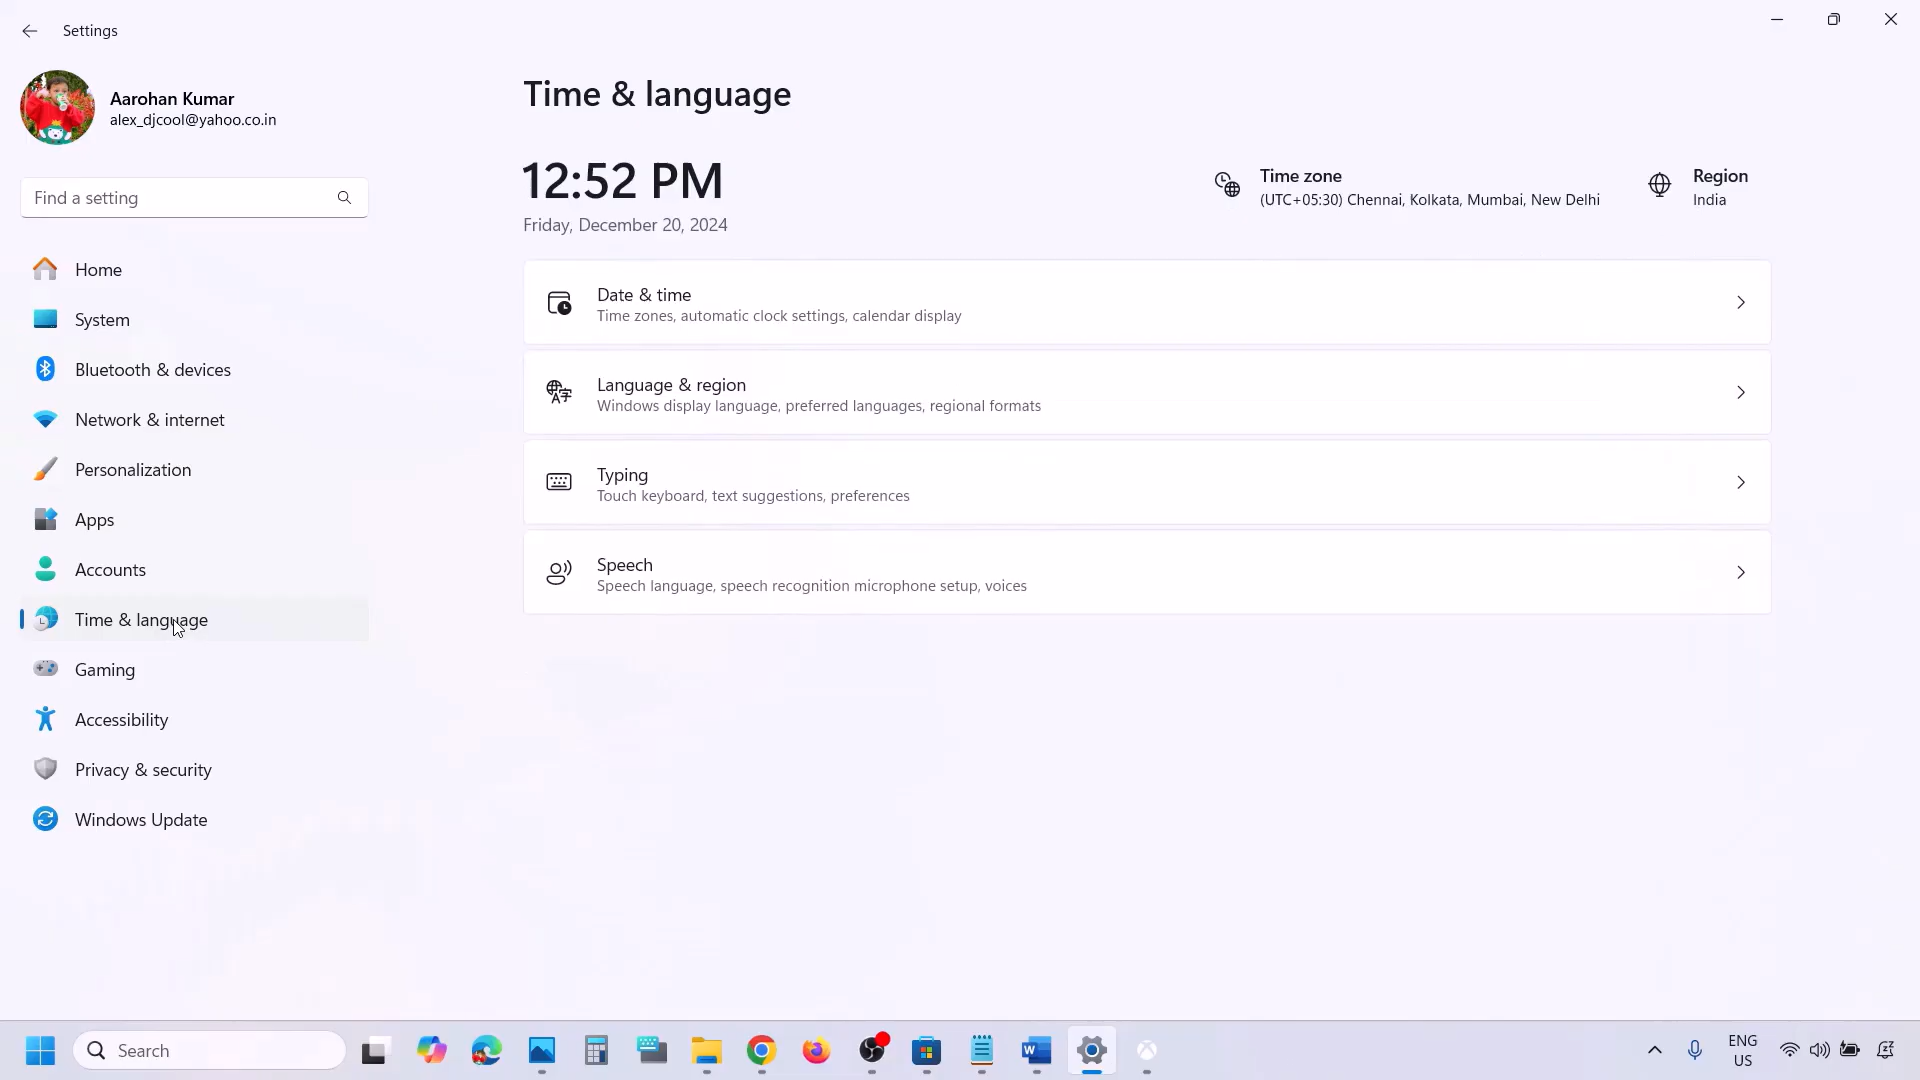 Settings
Aarohan Kumar
alex_djcool@yahoo.co.in
Find a setting
Home
System
Bluetooth & devices
Network & internet
Personalization
Apps
Accounts
Time & language
Gaming
Accessibility
Privacy & security
Windows Update
Time & language
12:52 PM
Friday, December 20, 2024
Time zone
(UTC+05:30) Chennai, Kolkata, Mumbai, New Delhi
Region
India
Date & time
Time zones, automatic clock settings, calendar display
Language & region
Windows display language, preferred languages, regional formats
Typing
Touch keyboard, text suggestions, preferences
Speech
Speech language, speech recognition microphone setup, voices
Search
ENG
US